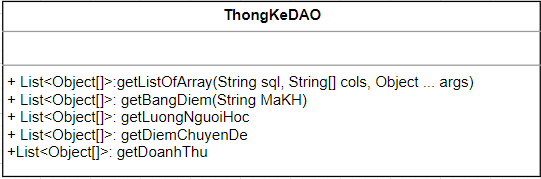 ThongKeDAO
+ List<Object[]>:getListOfArray(String sql, String[] cols, Object ... args)
+ List<Object[]>: getBangDiem(String MaKH)
+ List<Object[]>: getLuongNguoiHoc
+ List<Object[]>: getDiemChuyenDe
+List<Object[]>: getDoanhThu